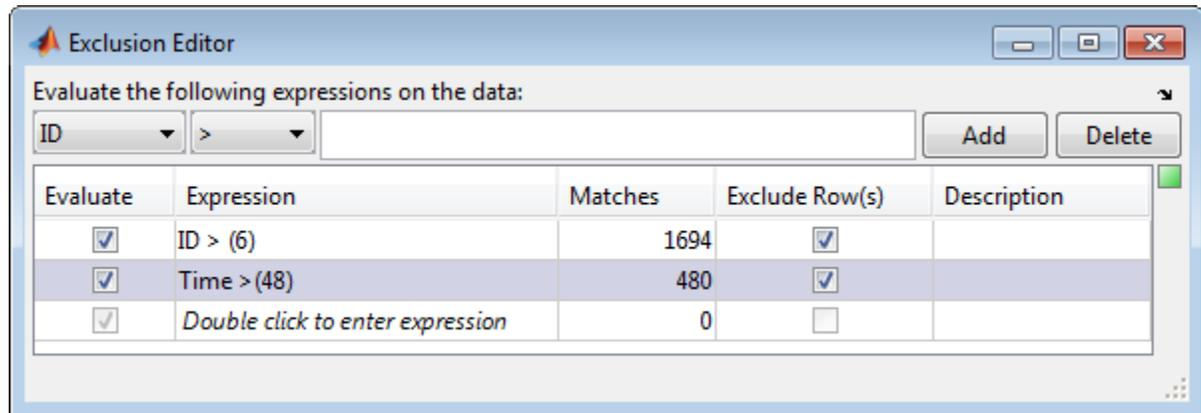 Exclusion Editor
Evaluate the following expressions on the data:
ID > Add Delete
Evaluate Expression Matches Exclude Row(s) Description
ID > (6) 1694
Time >(48) 480
Double click to enter expression 0